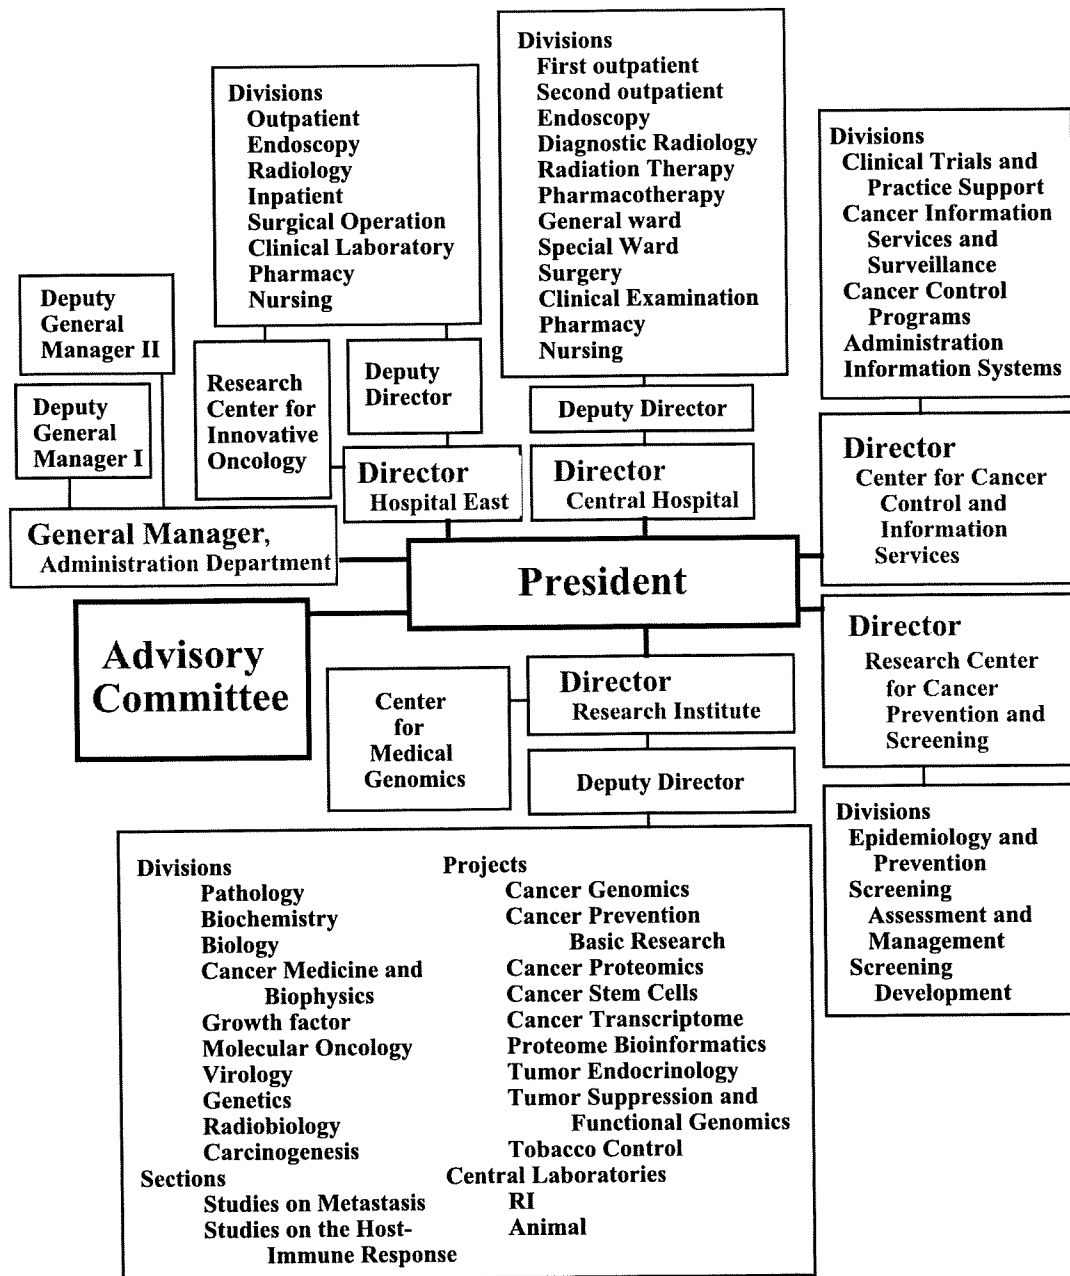 Divisions
First outpatient
Second outpatient
Endoscopy
Diagnostic Radiology
Radiation Therapy
Pharmacotherapy
General ward
Special Ward
Surgery
Clinical Examination
Pharmacy
Nursing
Divisions
Outpatient
Endoscopy
Radiology
Inpatient
Surgical Operation
Clinical Laboratory
Pharmacy
Nursing
Divisions
Clinical Trials and
Practice Support
Cancer Information
Services and
Surveillance
Cancer Control
Programs
Administration
Information Systems
Deputy
General
Manager II
Deputy
General
Manager I
Research
Center for
Innovative
Oncology
Deputy
Director
Deputy Director
Director
Hospital East
Director
Central Hospital
Director
Center for Cancer
Control and
Information
Services
General Manager,
Administration Department
President
Advisory
Committee
Director
Research Center
for Cancer
Prevention and
Screening
Center
for
Medical
Genomics
Director
Research Institute
Deputy Director
Divisions
Epidemiology and
Prevention
Screening
Assessment and
Management
Screening
Development
Divisions
Pathology
Biochemistry
Biology
Cancer Medicine and
Biophysics
Growth factor
Molecular Oncology
Virology
Genetics
Radiobiology
Carcinogenesis
Sections
Studies on Metastasis
Studies on the Host-
Immune Response
Projects
Cancer Genomics
Cancer Prevention
Basic Research
Cancer Proteomics
Cancer Stem Cells
Cancer Transcriptome
Proteome Bioinformatics
Tumor Endocrinology
Tumor Suppression and
Functional Genomics
Tobacco Control
Central Laboratories
RI
Animal